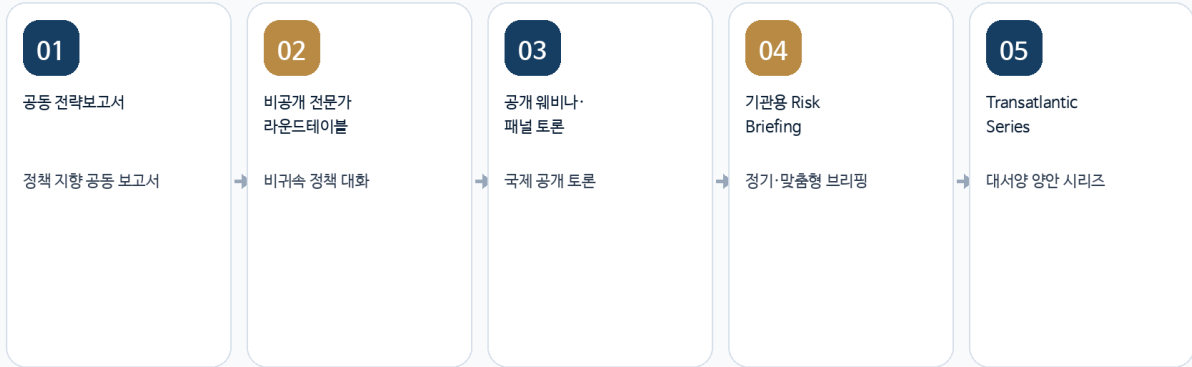 01
공동 전략보고서
정책 지향 공동 보고서
02
비공개 전문가
라운드테이블
비귀속 정책 대화
03
공개 웨비나·
패널 토론
국제 공개 토론
04
기관용 Risk
Briefing
정기·맞춤형 브리핑
05
Transatlantic
Series
대서양 양안 시리즈